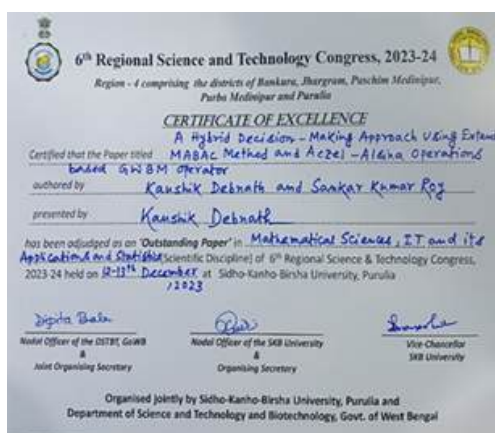 6th Regional Science and Technology Congress, 2023-24
Region - 4 comprising the districts of Bankura, Jhargram, Paschim Medinipur,
Purba Medinipur and Purulia
CERTIFICATE OF EXCELLENCE
A Hybrid Decision-Making Approach Using Exten
Certified that the Paper titled MABAC Method and Aczel-Alsina Operations
based GWBM operator
authored by Kaushik Debnath and Sankar Kumar Roy
presented by Kaushik Debnath
has been adjudged as an 'Outstanding Paper' in Mathematical Sciences, IT and its
Applications and Statistics (Scientific Discipline) of 6th Regional Science & Technology Congress,
2023-24 held on 12-13th December, 2023 at Sidho-Kanho-Birsha University, Purulia
Nodal Officer of the DSTBT, GoWB
&
Joint Organising Secretary
Nodal Officer of the SKB University
&
Organising Secretary
Vice-Chancellor
SKB University
Organised jointly by Sidho-Kanho-Birsha University, Purulia and
Department of Science and Technology and Biotechnology, Govt. of West Bengal